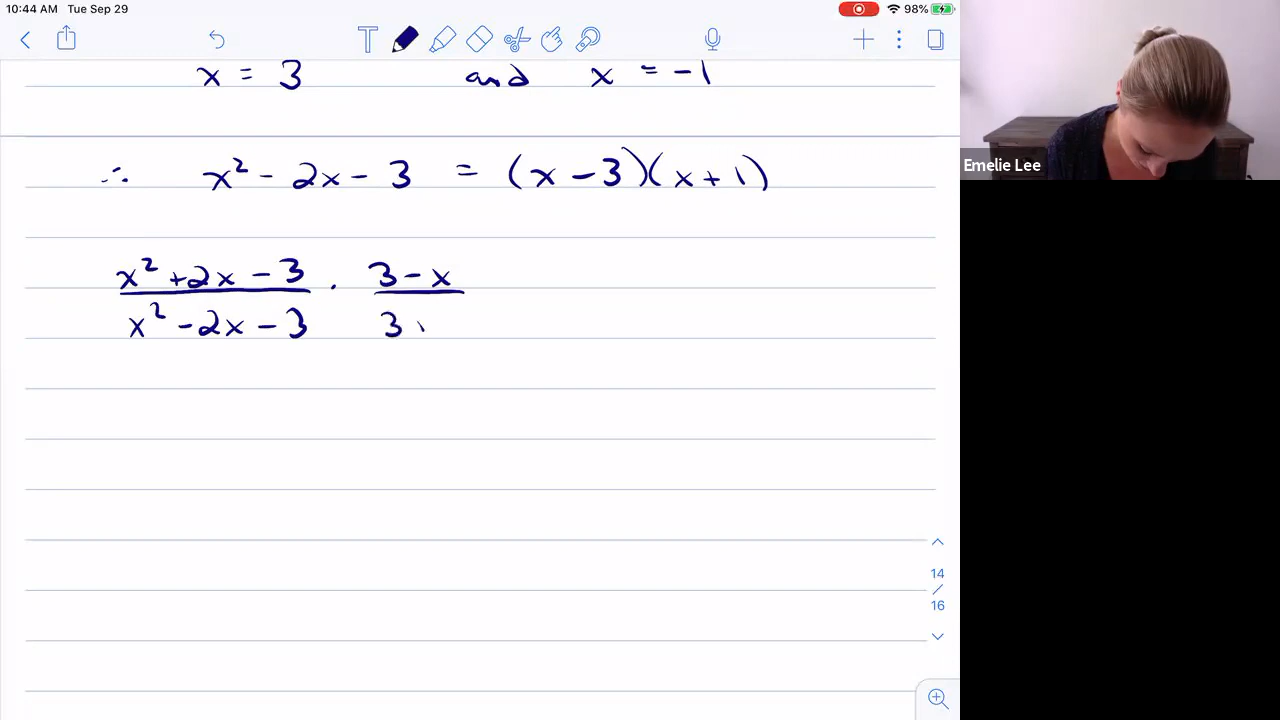 10:44 AM Tue Sep 29
98%
x = 3 and x = -1
∴ x² - 2x - 3 = (x - 3)(x + 1)
x² + 2x - 3 · 3 - x
x² - 2x - 3 3
Emelie Lee
14
/
16